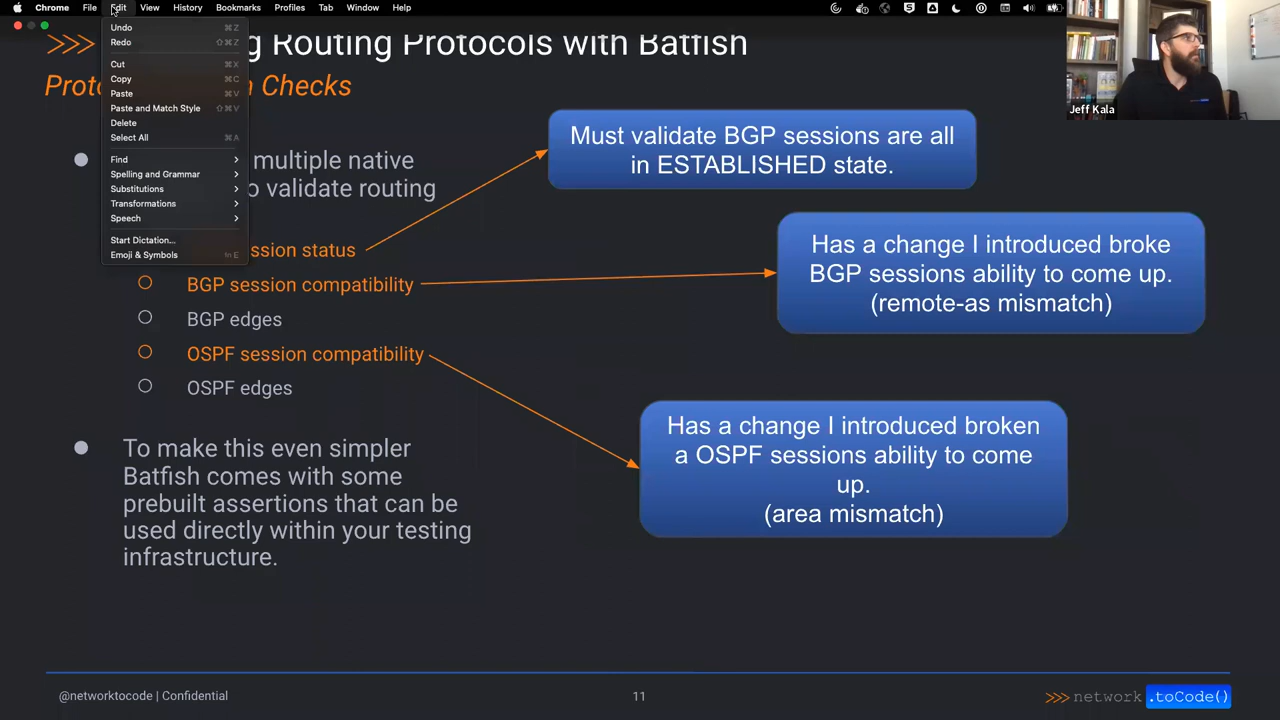 Chrome File Edit View History Bookmarks Profiles Tab Window Help
Undo ⌘Z
Redo ⇧⌘Z
Cut ⌘X
Copy ⌘C
Paste ⌘V
Paste and Match Style ⇧⌘V
Delete
Select All ⌘A
Find
Spelling and Grammar
Substitutions
Transformations
Speech
Start Dictation...
Emoji & Symbols fn E
>>> g Routing Protocols with Batfish
Checks
multiple native
validate routing
ssion status
BGP session compatibility
BGP edges
OSPF session compatibility
OSPF edges
To make this even simpler
Batfish comes with some
prebuilt assertions that can be
used directly within your testing
infrastructure.
Must validate BGP sessions are all
in ESTABLISHED state.
Has a change I introduced broke
BGP sessions ability to come up.
(remote-as mismatch)
Has a change I introduced broken
a OSPF sessions ability to come
up.
(area mismatch)
Jeff Kala
@networktocode | Confidential
11
>>> network .toCode()